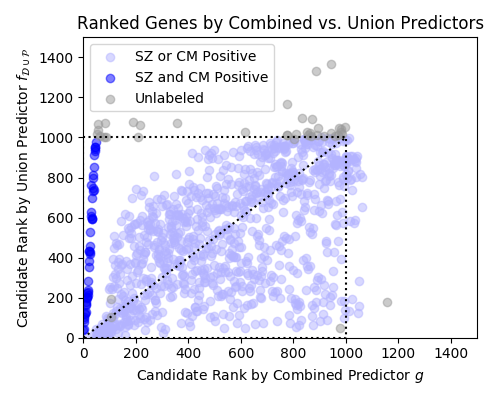 Ranked Genes by Combined vs. Union Predictors
SZ or CM Positive
SZ and CM Positive
Unlabeled
Candidate Rank by Union Predictor f_{D∪P}
1400
1200
1000
800
600
400
200
0
0 200 400 600 800 1000 1200 1400
Candidate Rank by Combined Predictor g